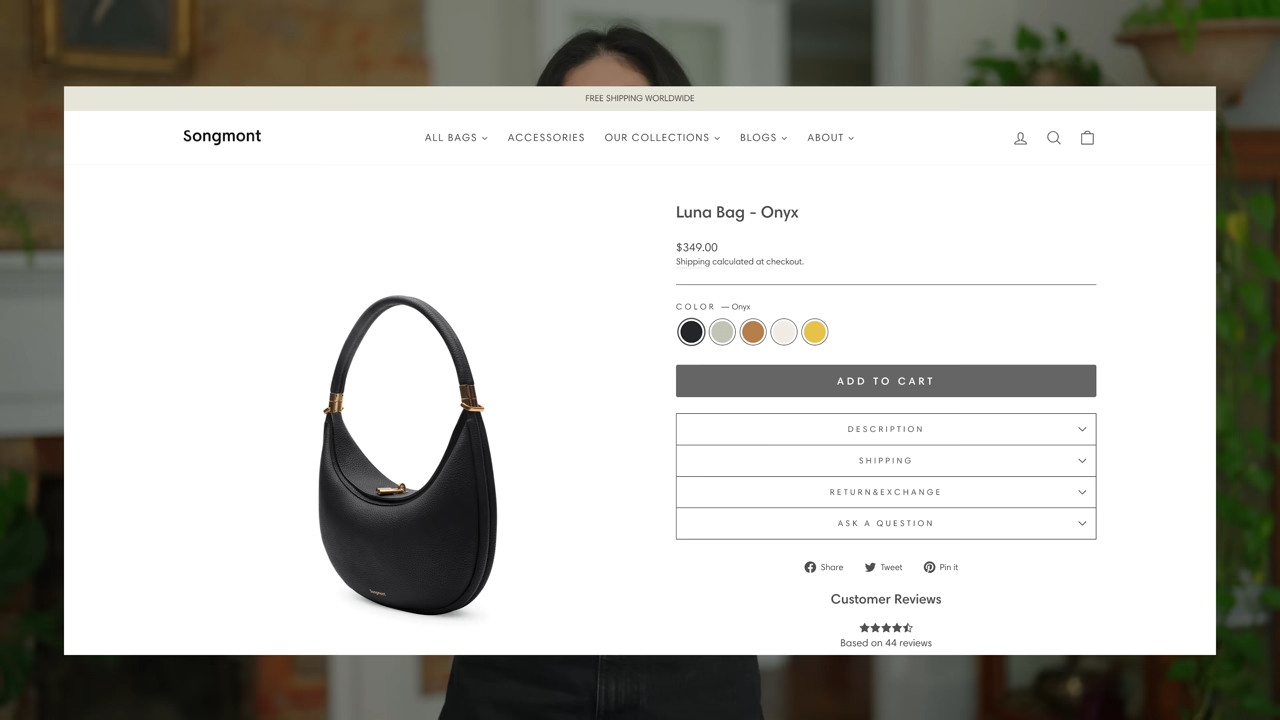 FREE SHIPPING WORLDWIDE
Songmont
ALL BAGS
ACCESSORIES
OUR COLLECTIONS
BLOGS
ABOUT
Luna Bag - Onyx
$349.00
Shipping calculated at checkout.
COLOR — Onyx
ADD TO CART
DESCRIPTION
SHIPPING
RETURN&EXCHANGE
ASK A QUESTION
Share
Tweet
Pin it
Customer Reviews
Based on 44 reviews
Songmont